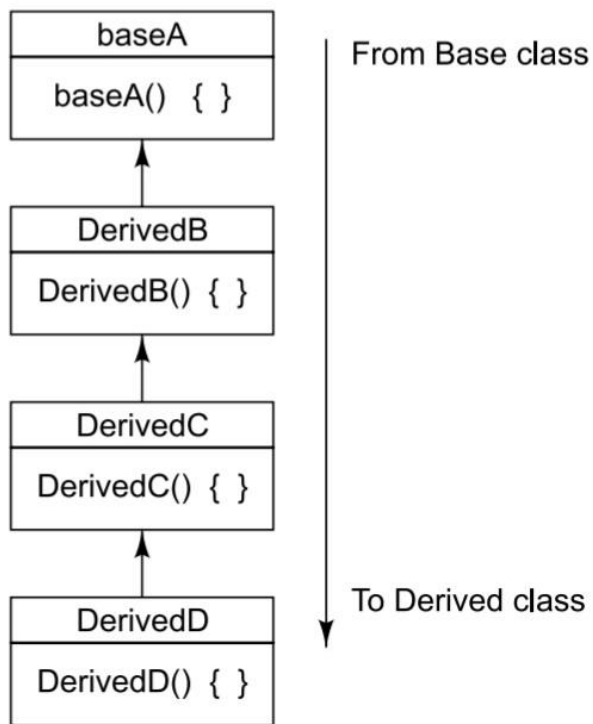 baseA
baseA() { }
From Base class
DerivedB
DerivedB() { }
DerivedC
DerivedC() { }
DerivedD
DerivedD() { }
To Derived class